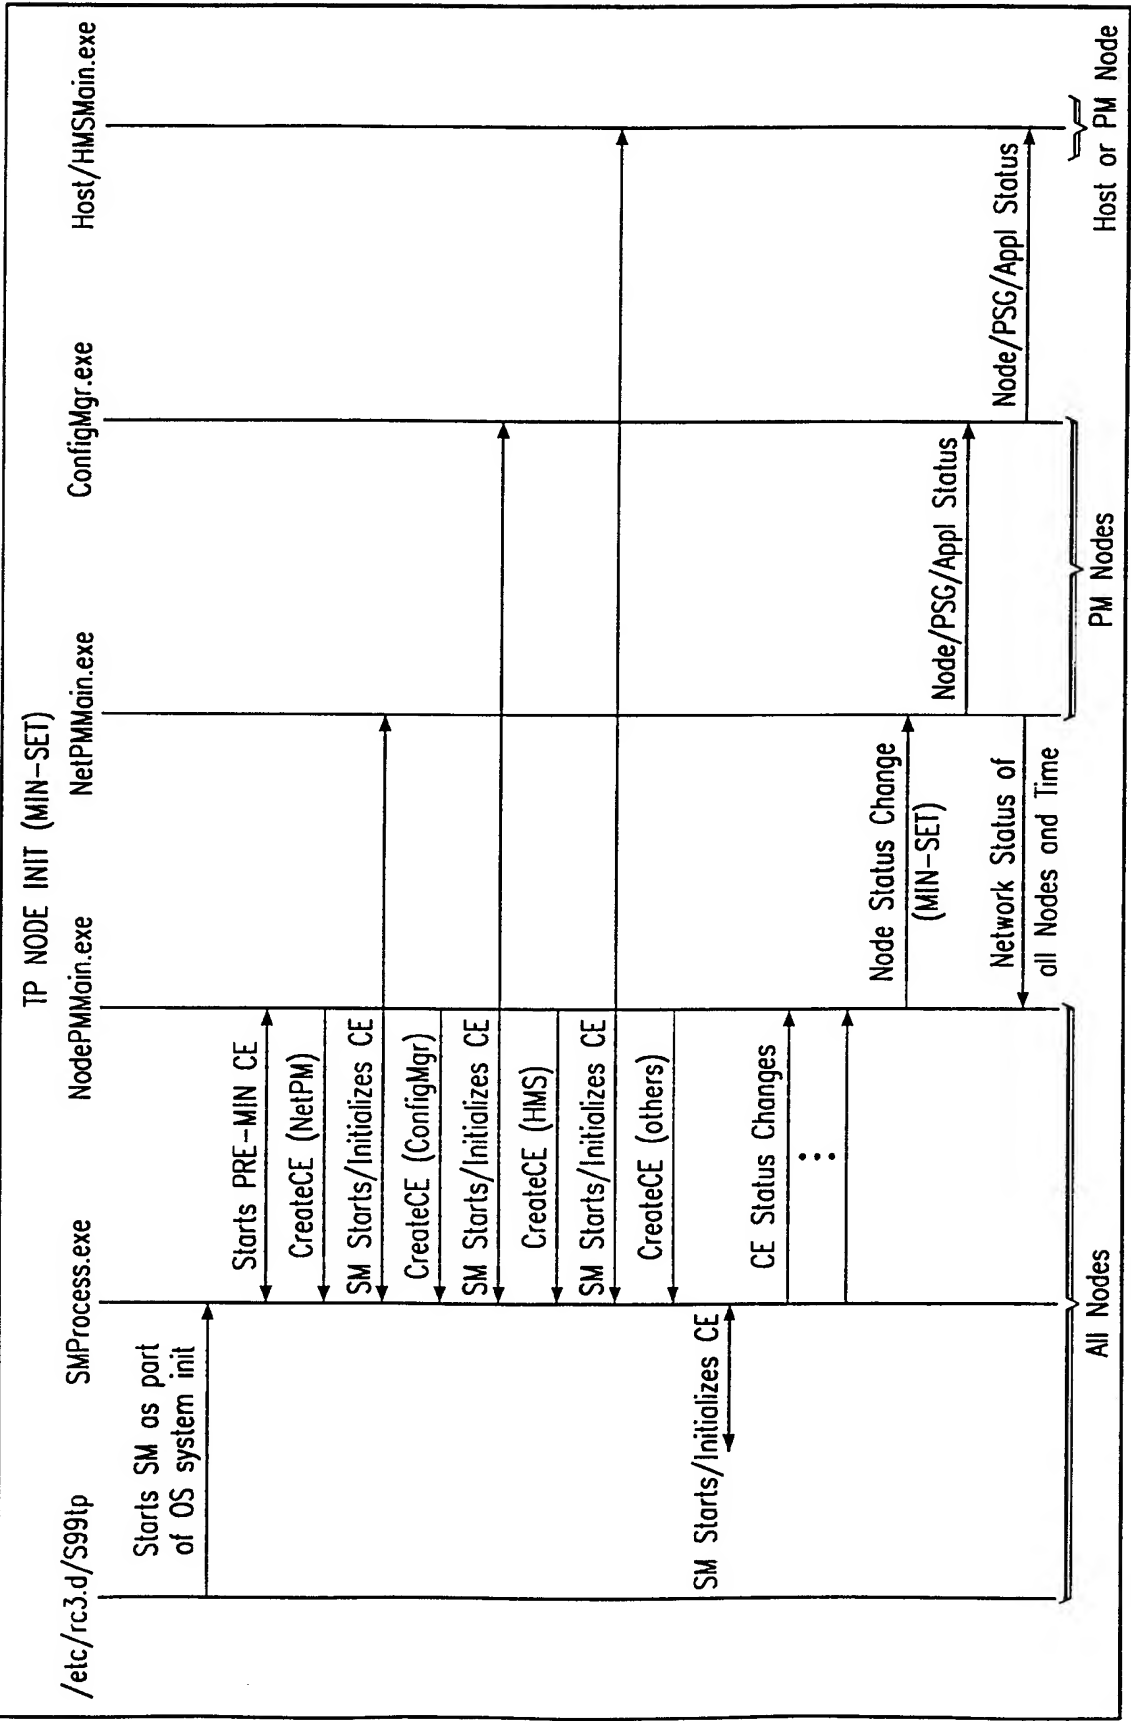 TP NODE INIT (MIN-SET)
/etc/rc3.d/S99tp
SMProcess.exe
NodePMMain.exe
NetPMMain.exe
ConfigMgr.exe
Host/HMSMain.exe
Starts SM as part
of OS system init
Starts PRE-MIN CE
CreateCE (NetPM)
SM Starts/Initializes CE
CreateCE (ConfigMgr)
SM Starts/Initializes CE
CreateCE (HMS)
SM Starts/Initializes CE
CreateCE (others)
SM Starts/Initializes CE
CE Status Changes
Node Status Change
(MIN-SET)
Node/PSG/Appl Status
Network Status of
all Nodes and Time
Node/PSG/Appl Status
All Nodes
PM Nodes
Host or PM Node